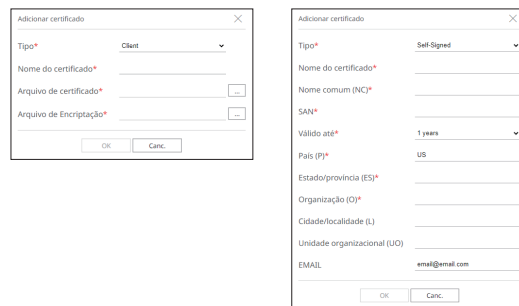 Adicionar certificado
Tipo* Client
Nome do certificado*
Arquivo de certificado* ...
Arquivo de Encriptação* ...
OK Canc.
Adicionar certificado
Tipo* Self-Signed
Nome do certificado*
Nome comum (NC)*
SAN*
Válido até* 1 years
País (P)* US
Estado/província (ES)*
Organização (O)*
Cidade/localidade (L)
Unidade organizacional (UO)
EMAIL email@email.com
OK Canc.